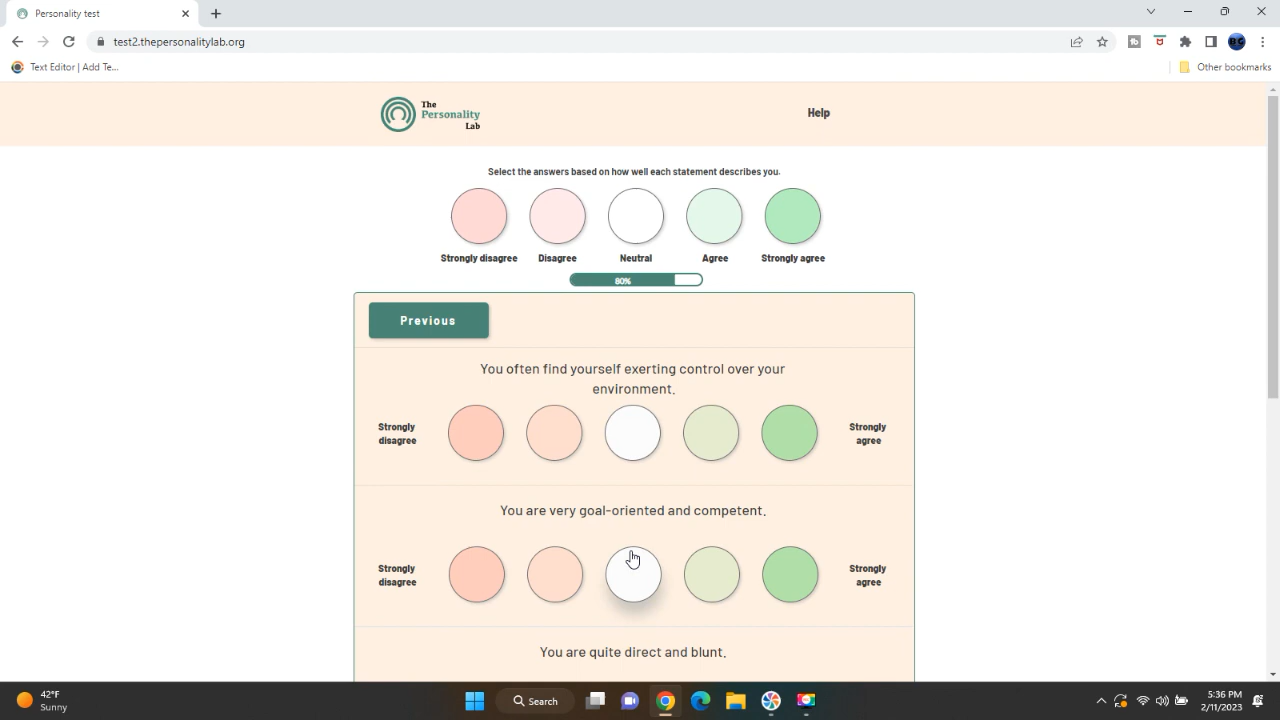 Personality test
test2.thepersonalitylab.org
Text Editor | Add Te...
Other bookmarks
The
Personality
Lab
Help
Select the answers based on how well each statement describes you.
Strongly disagree
Disagree
Neutral
Agree
Strongly agree
80%
Previous
You often find yourself exerting control over your
environment.
Strongly
disagree
Strongly
agree
You are very goal-oriented and competent.
Strongly
disagree
Strongly
agree
You are quite direct and blunt.
42°F
Sunny
Search
5:36 PM
2/11/2023